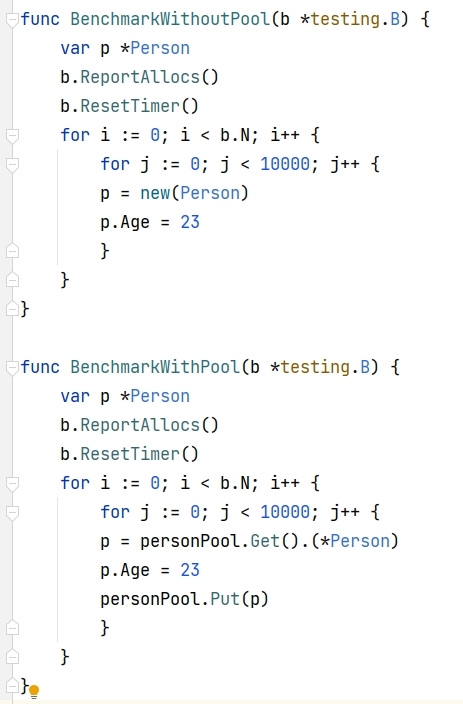 func BenchmarkWithoutPool(b *testing.B) {
    var p *Person
    b.ReportAllocs()
    b.ResetTimer()
    for i := 0; i < b.N; i++ {
        for j := 0; j < 10000; j++ {
        p = new(Person)
        p.Age = 23
        }
    }
}

func BenchmarkWithPool(b *testing.B) {
    var p *Person
    b.ReportAllocs()
    b.ResetTimer()
    for i := 0; i < b.N; i++ {
        for j := 0; j < 10000; j++ {
        p = personPool.Get().(*Person)
        p.Age = 23
        personPool.Put(p)
        }
    }
}